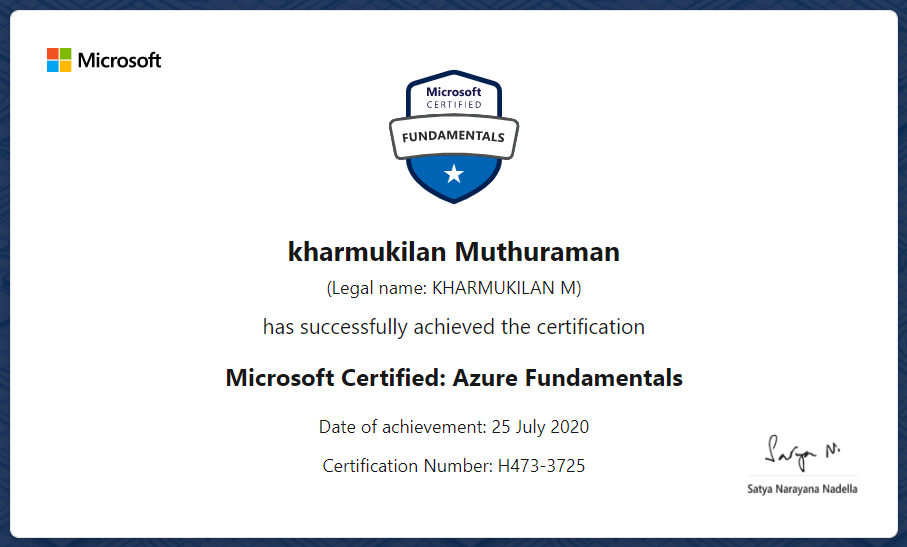 Microsoft
Microsoft
CERTIFIED
FUNDAMENTALS
kharmukilan Muthuraman
(Legal name: KHARMUKILAN M)
has successfully achieved the certification
Microsoft Certified: Azure Fundamentals
Date of achievement: 25 July 2020
Certification Number: H473-3725
Satya N.
Satya Narayana Nadella